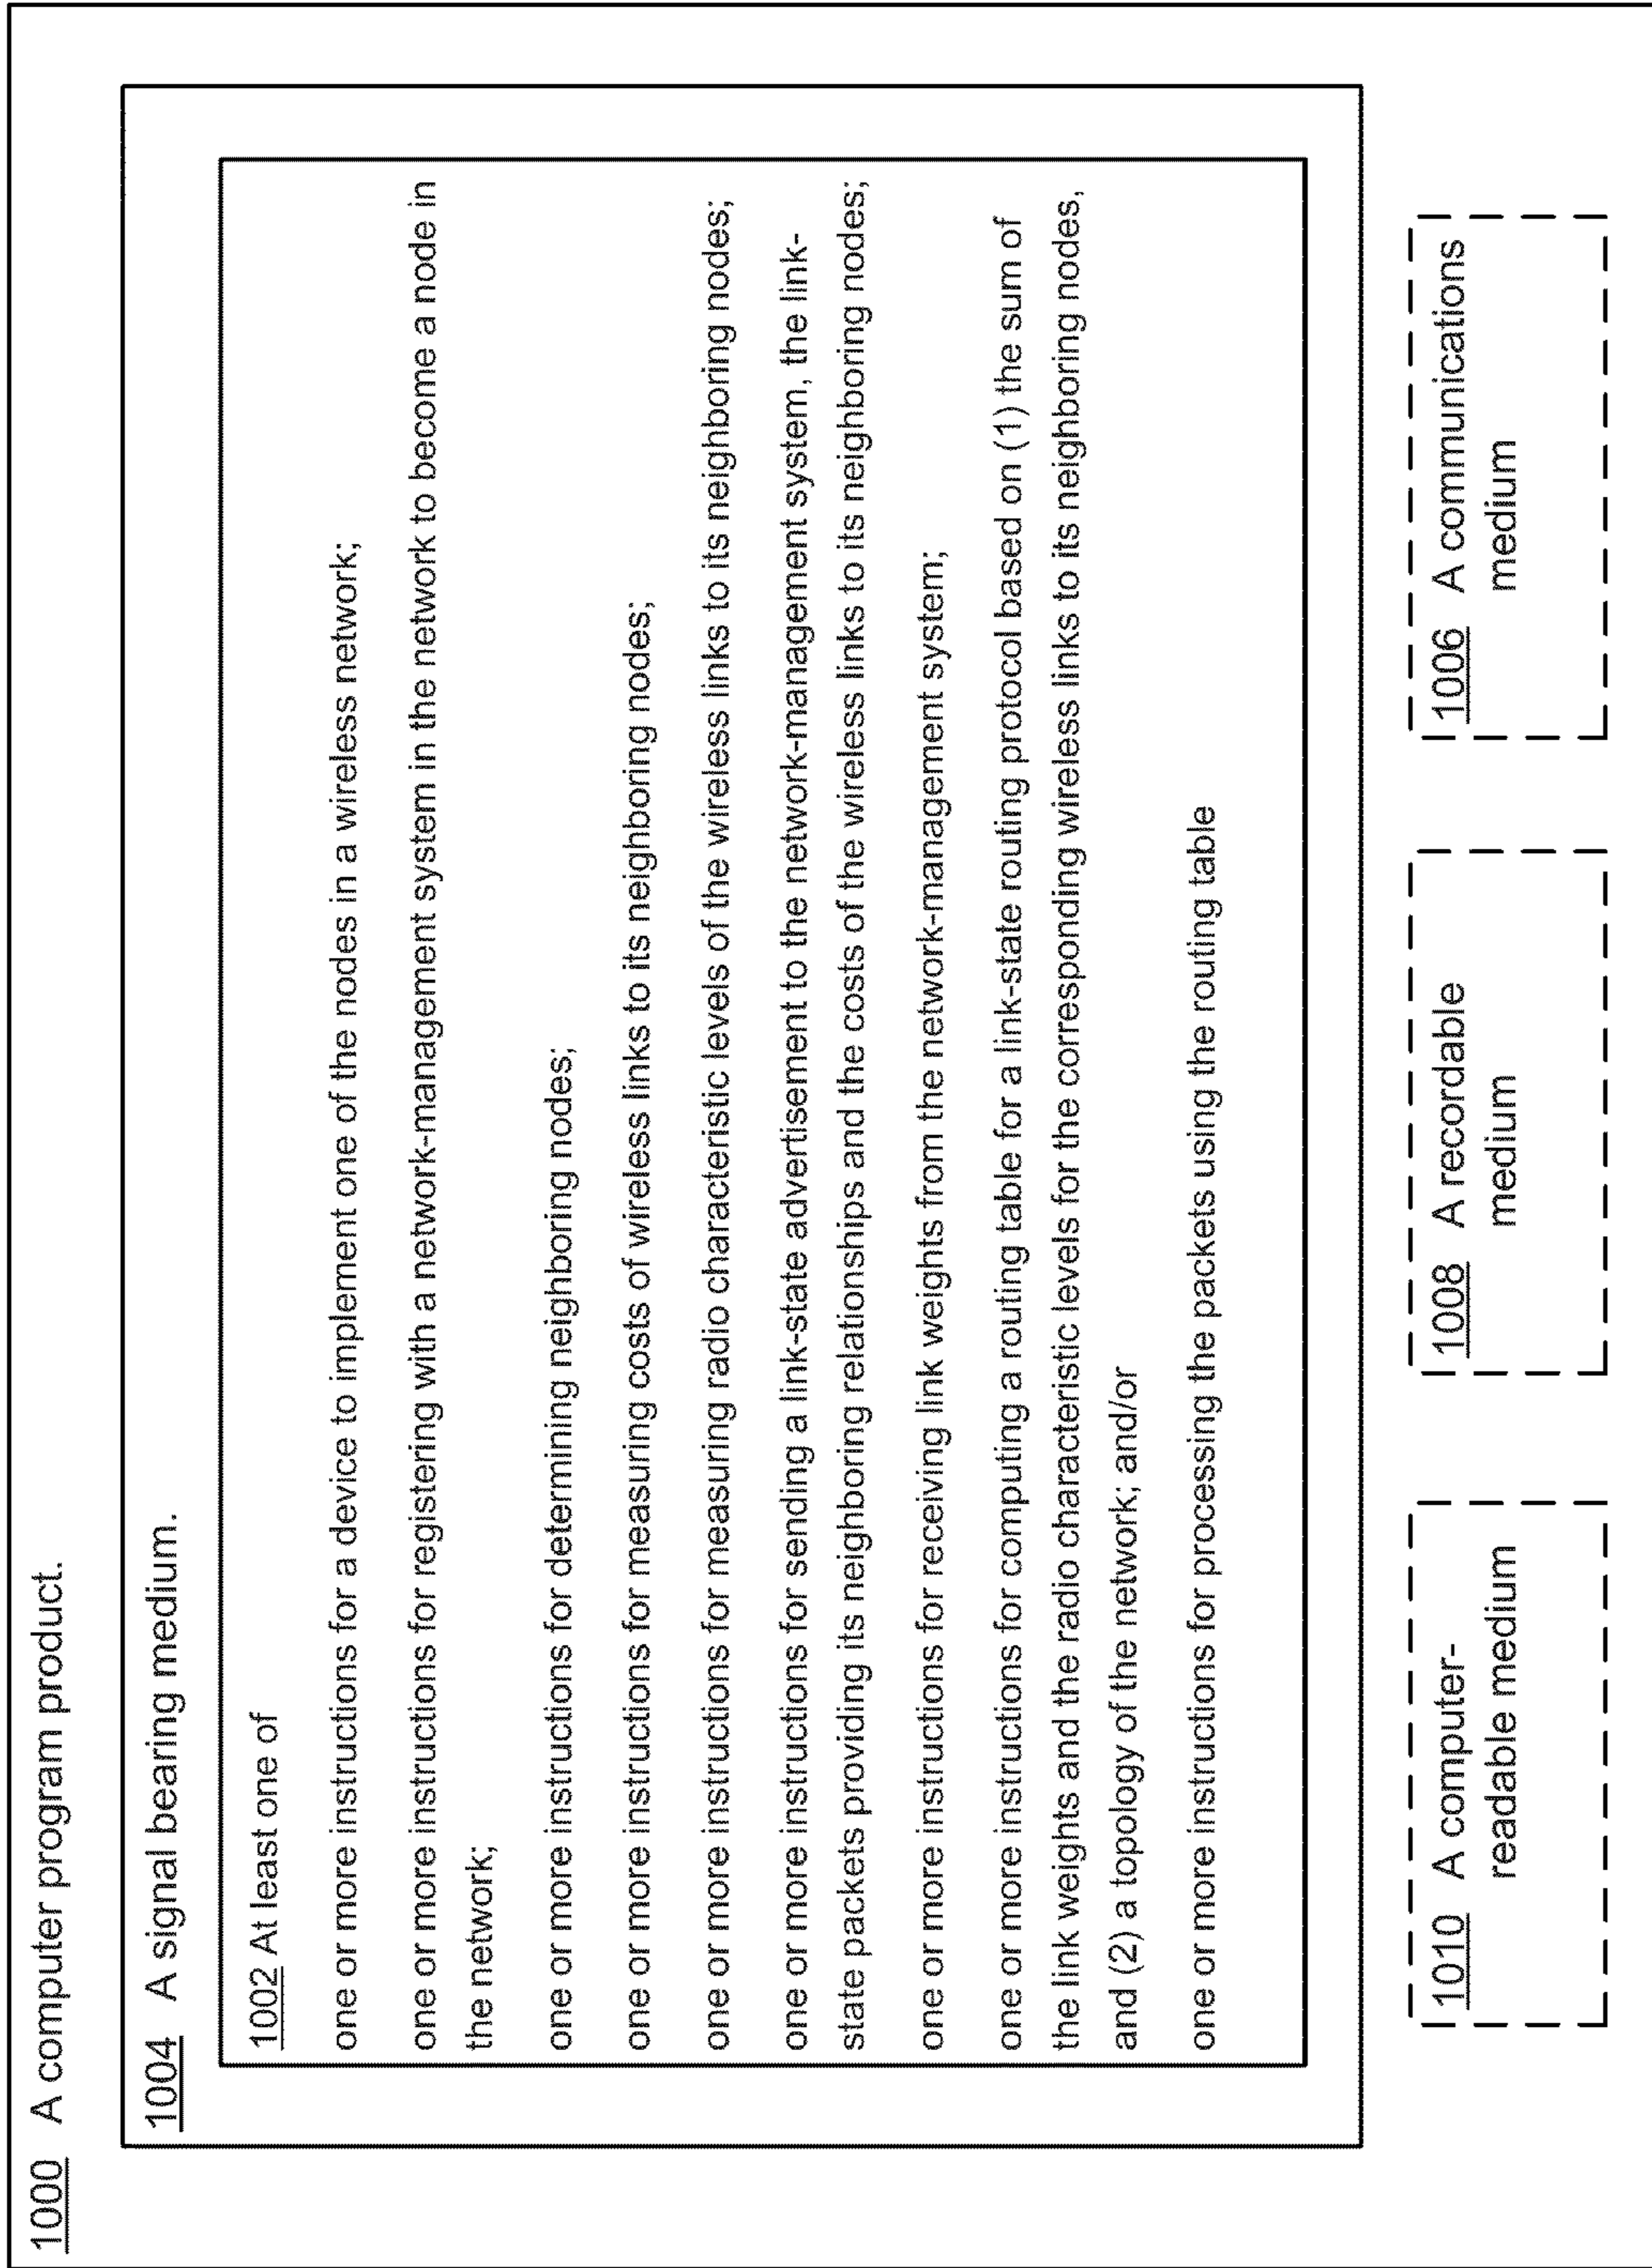 1000 A computer program product.
1004 A signal bearing medium.
1002 At least one of
one or more instructions for a device to implement one of the nodes in a wireless network;
one or more instructions for registering with a network-management system in the network to become a node in
the network;
one or more instructions for determining neighboring nodes;
one or more instructions for measuring costs of wireless links to its neighboring nodes;
one or more instructions for measuring radio characteristic levels of the wireless links to its neighboring nodes;
one or more instructions for sending a link-state advertisement to the network-management system, the link-
state packets providing its neighboring relationships and the costs of the wireless links to its neighboring nodes;
one or more instructions for receiving link weights from the network-management system;
one or more instructions for computing a routing table for a link-state routing protocol based on (1) the sum of
the link weights and the radio characteristic levels for the corresponding wireless links to its neighboring nodes,
and (2) a topology of the network; and/or
one or more instructions for processing the packets using the routing table
1010 A computer-
readable medium
1008 A recordable
medium
1006 A communications
medium